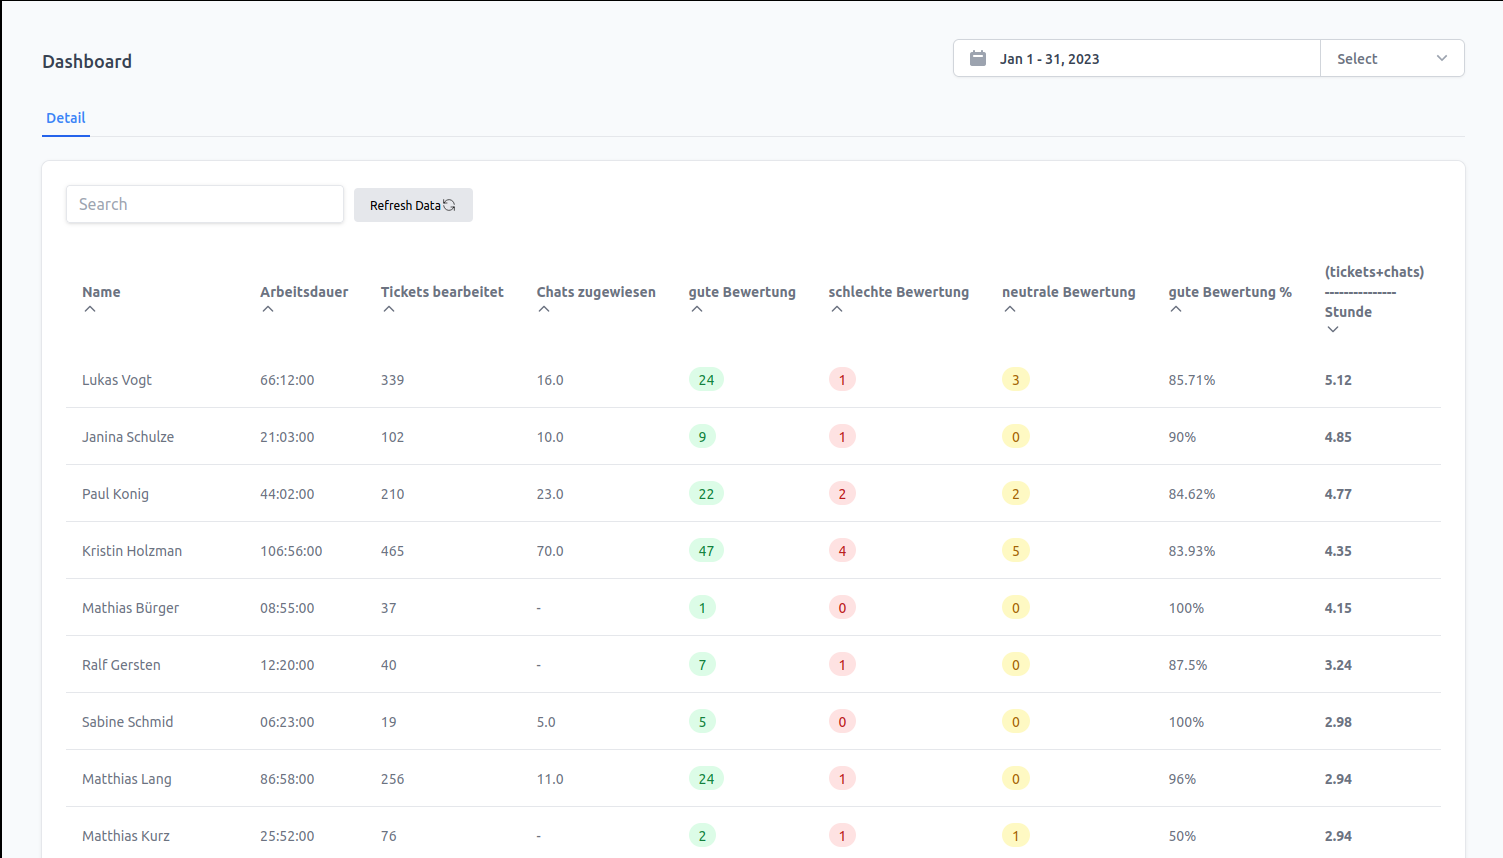 Dashboard
Jan 1 - 31, 2023 Select
Detail
Search Refresh Data
(tickets+chats)
Name Arbeitsdauer Tickets bearbeitet Chats zugewiesen gute Bewertung schlechte Bewertung neutrale Bewertung gute Bewertung % ---------------
Stunde
Lukas Vogt 66:12:00 339 16.0 24 1 3 85.71% 5.12
Janina Schulze 21:03:00 102 10.0 9 1 0 90% 4.85
Paul Konig 44:02:00 210 23.0 22 2 2 84.62% 4.77
Kristin Holzman 106:56:00 465 70.0 47 4 5 83.93% 4.35
Mathias Bürger 08:55:00 37 - 1 0 0 100% 4.15
Ralf Gersten 12:20:00 40 - 7 1 0 87.5% 3.24
Sabine Schmid 06:23:00 19 5.0 5 0 0 100% 2.98
Matthias Lang 86:58:00 256 11.0 24 1 0 96% 2.94
Matthias Kurz 25:52:00 76 - 2 1 1 50% 2.94